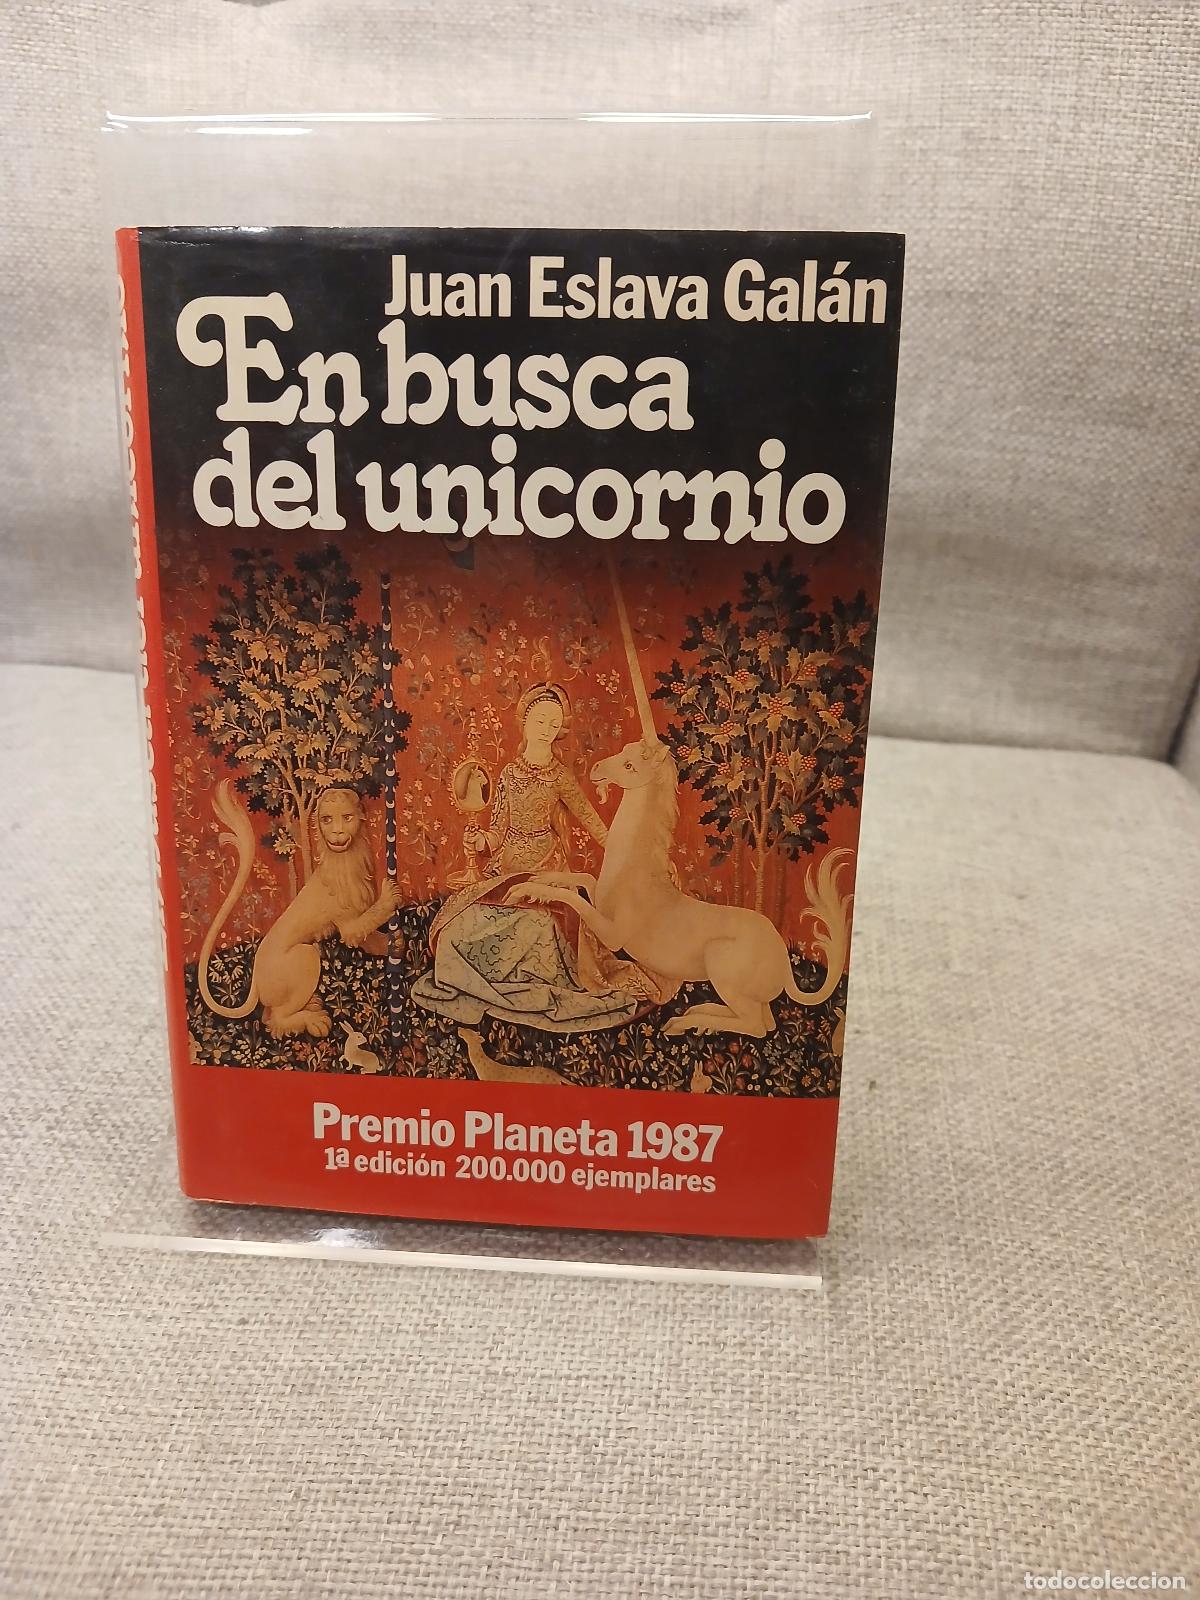 Juan Eslava Galán
En busca
del unicornio
Premio Planeta 1987
1ª edición 200.000 ejemplares
todocoleccion